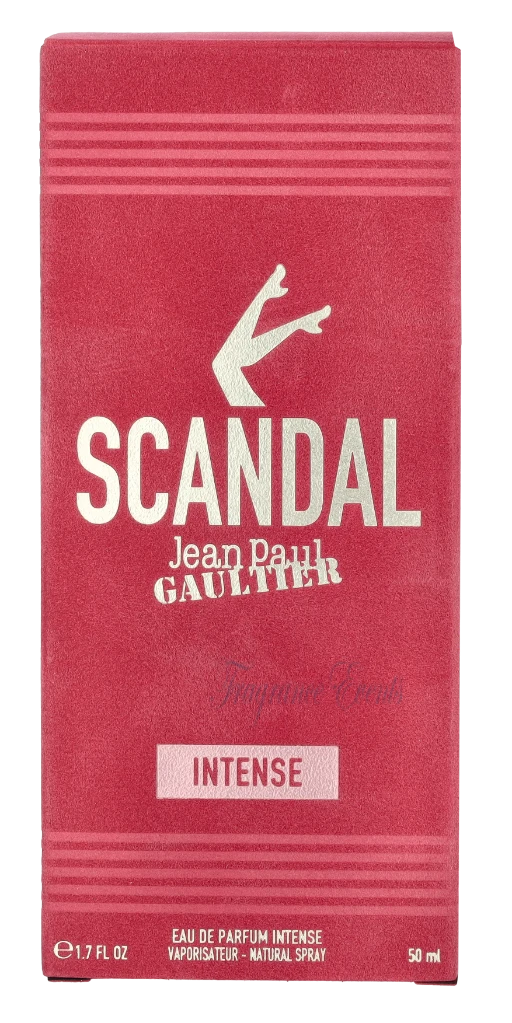 SCANDAL
Jean Paul
GAULTIER
INTENSE
EAU DE PARFUM INTENSE
℮1.7 FL OZ VAPORISATEUR - NATURAL SPRAY 50 ml